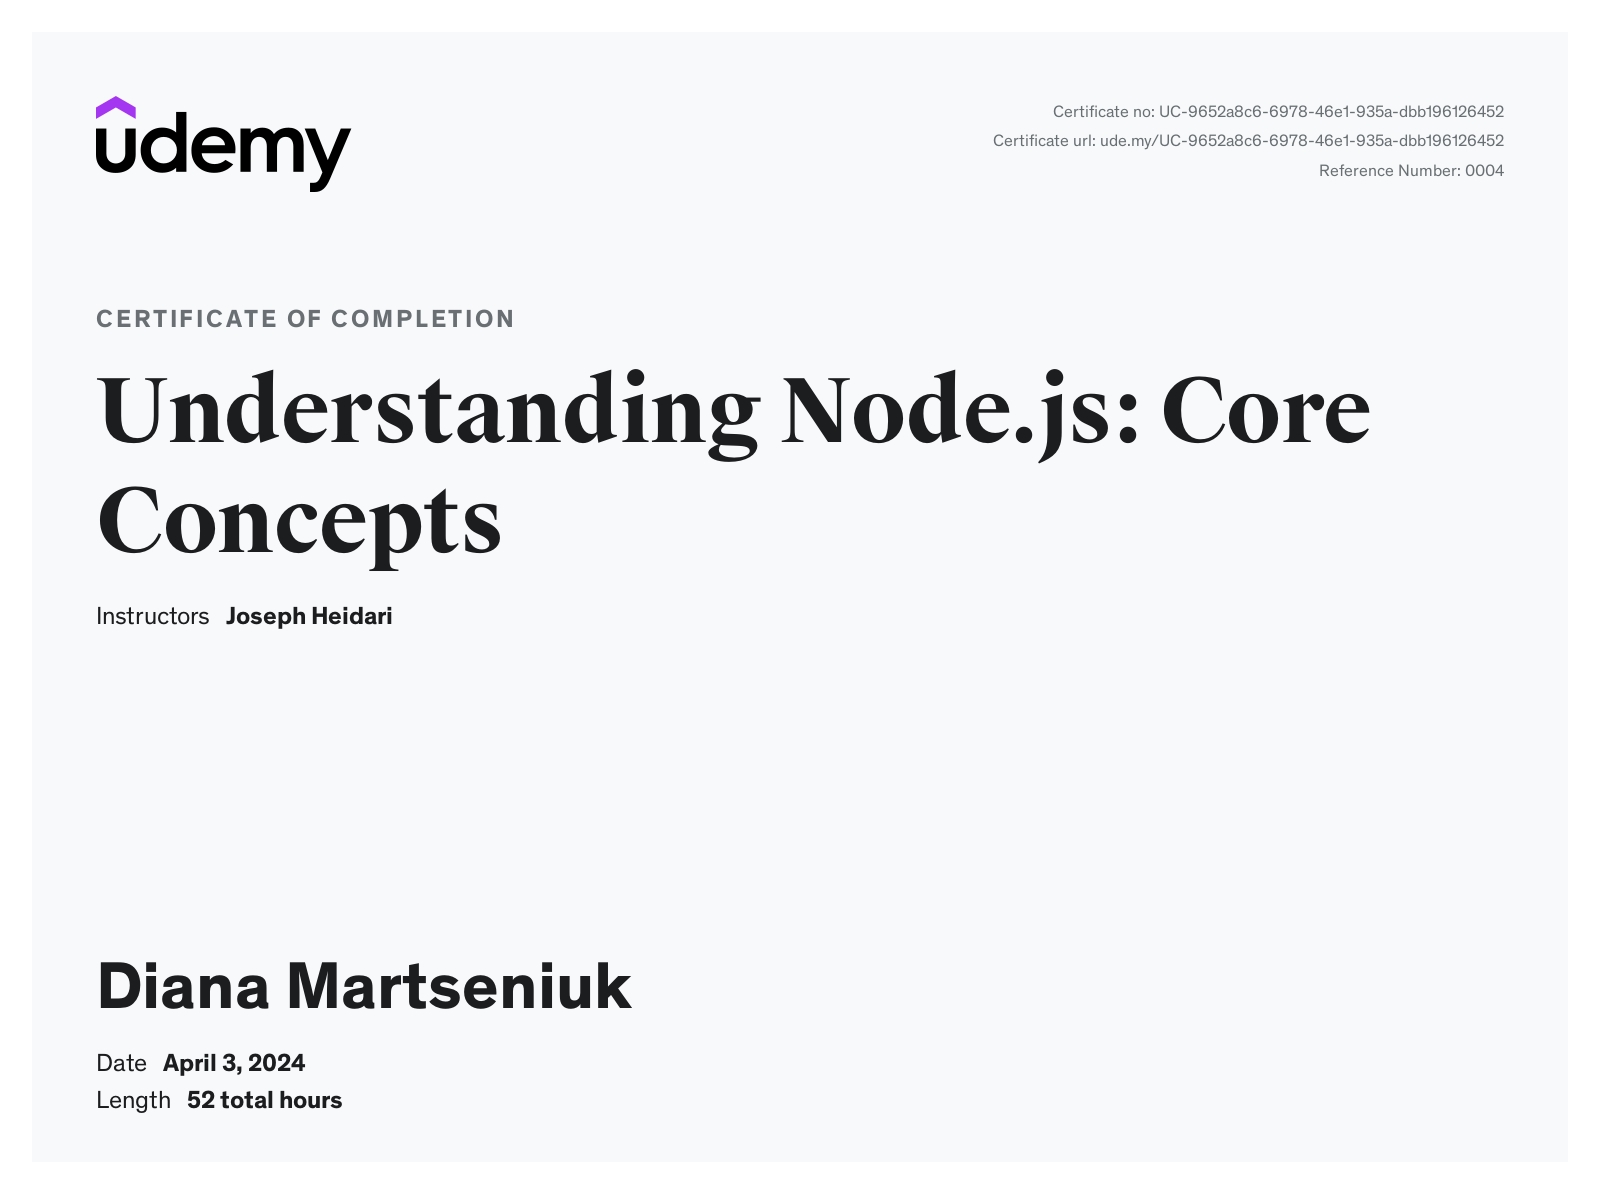 udemy
Certificate no: UC-9652a8c6-6978-46e1-935a-dbb196126452
Certificate url: ude.my/UC-9652a8c6-6978-46e1-935a-dbb196126452
Reference Number: 0004
CERTIFICATE OF COMPLETION
Understanding Node.js: Core
Concepts
Instructors Joseph Heidari
Diana Martseniuk
Date April 3, 2024
Length 52 total hours